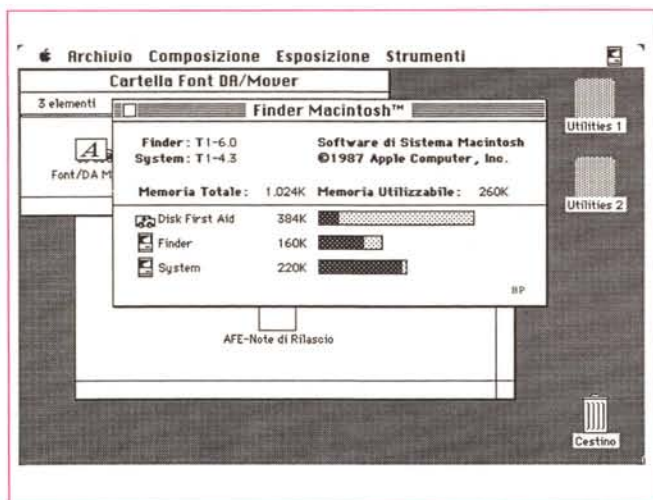 Archivio Composizione Esposizione Strumenti
Cartella Font DA/Mover
3 elementi
Font/DA M
Finder Macintosh™
Finder: T1-6.0
System: T1-4.3
Software di Sistema Macintosh
©1987 Apple Computer, Inc.
Memoria Totale: 1.024K Memoria Utilizzabile: 260K
Disk First Aid 384K
Finder 160K
System 220K
BP
AFE-Note di Rilascio
Utilities 1
Utilities 2
Cestino